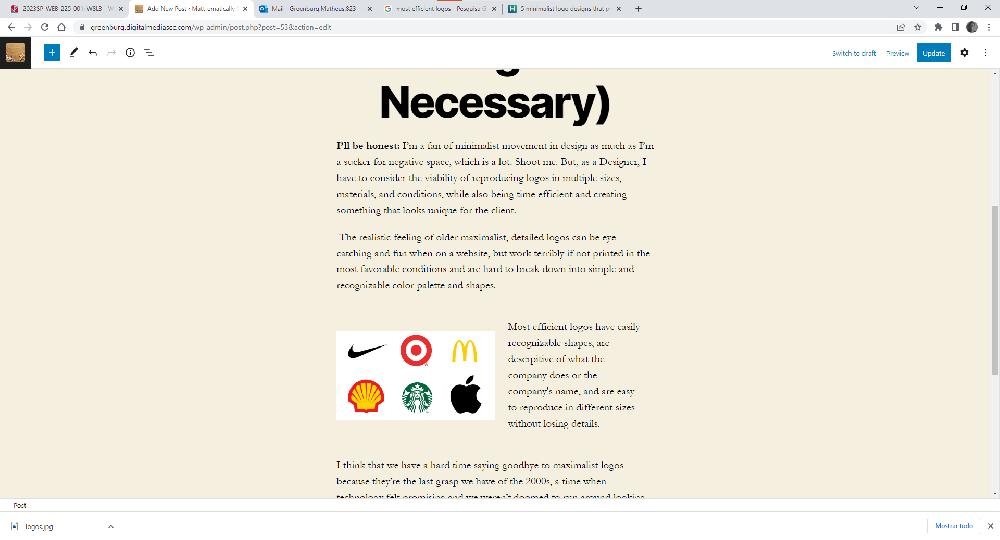 2023SP-WEB-225-001: W8L3 - W
Add New Post ‹ Matt-ematically S
Mail - Greenburg.Matheus.823 -
most efficient logos - Pesquisa G
5 minimalist logo designs that pr
greenburg.digitalmediascc.com/wp-admin/post.php?post=53&action=edit
Switch to draft
Preview
Update
Necessary)
I’ll be honest: I’m a fan of minimalist movement in design as much as I’m
a sucker for negative space, which is a lot. Shoot me. But, as a Designer, I
have to consider the viability of reproducing logos in multiple sizes,
materials, and conditions, while also being time efficient and creating
something that looks unique for the client.
The realistic feeling of older maximalist, detailed logos can be eye-
catching and fun when on a website, but work terribly if not printed in the
most favorable conditions and are hard to break down into simple and
recognizable color palette and shapes.
Most efficient logos have easily
recognizable shapes, are
descrpitive of what the
company does or the
company's name, and are easy
to reproduce in different sizes
without losing details.
I think that we have a hard time saying goodbye to maximalist logos
because they’re the last grasp we have of the 2000s, a time when
technology felt promising and we weren’t doomed to run around looking
Post
logos.jpg
Mostrar tudo